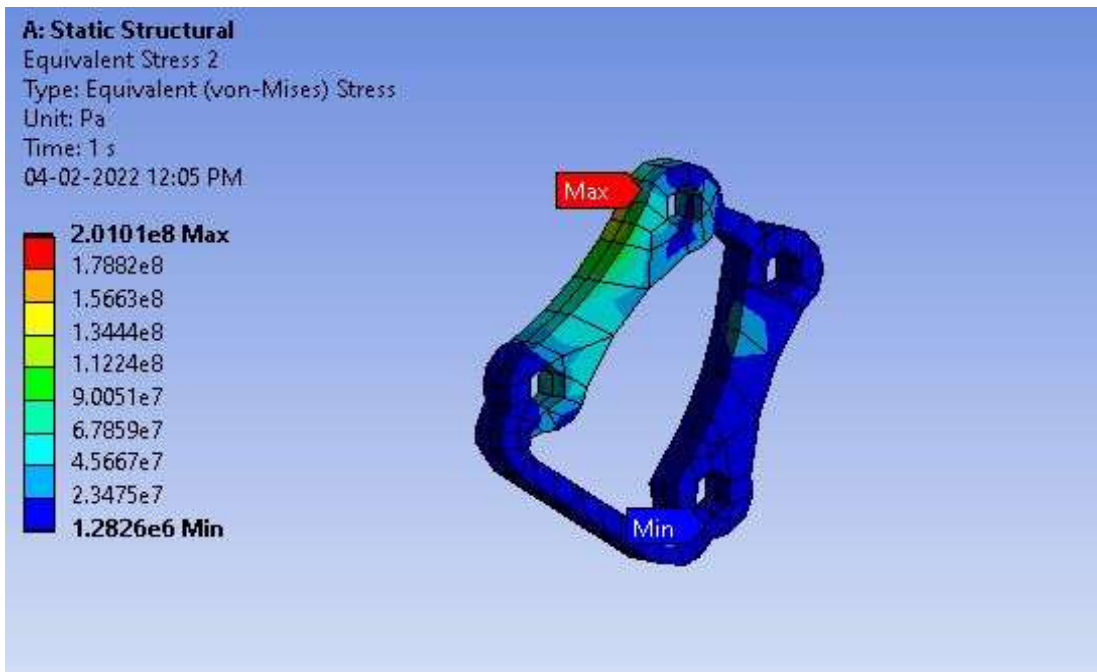 A: Static Structural
Equivalent Stress 2
Type: Equivalent (von-Mises) Stress
Unit: Pa
Time: 1 s
04-02-2022 12:05 PM
2.0101e8 Max
1.7882e8
1.5663e8
1.3444e8
1.1224e8
9.0051e7
6.7859e7
4.5667e7
2.3475e7
1.2826e6 Min
Max
Min